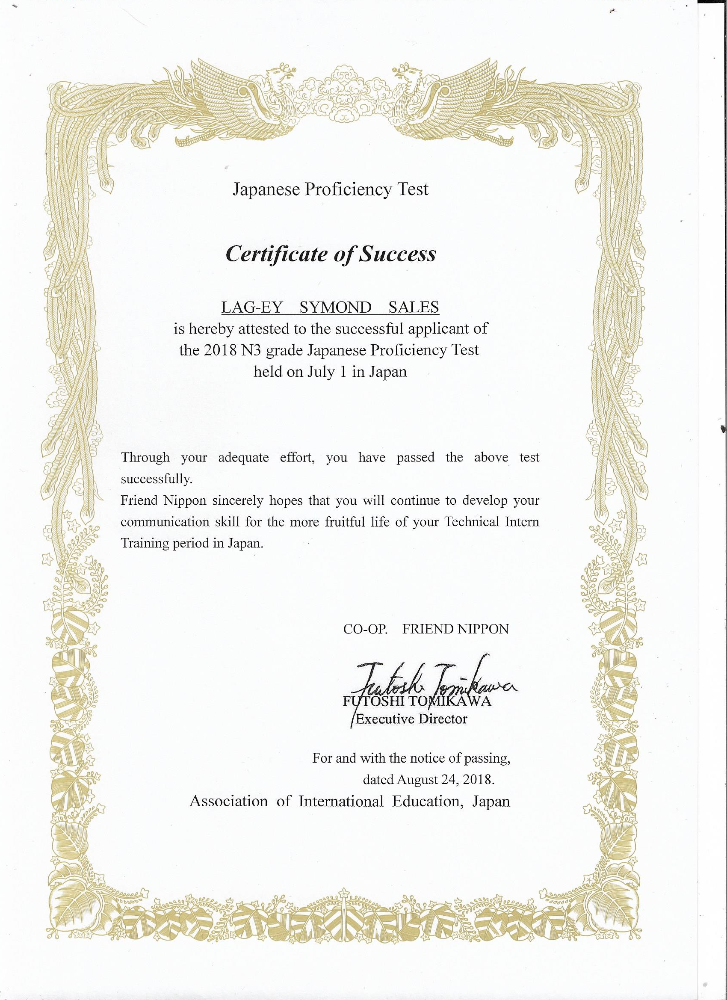 Japanese Proficiency Test
Certificate of Success
LAG-EY SYMOND SALES
is hereby attested to the successful applicant of
the 2018 N3 grade Japanese Proficiency Test
held on July 1 in Japan
Through your adequate effort, you have passed the above test
successfully.
Friend Nippon sincerely hopes that you will continue to develop your
communication skill for the more fruitful life of your Technical Intern
Training period in Japan.
CO-OP. FRIEND NIPPON
Futoshi Tomikawa
FUTOSHI TOMIKAWA
Executive Director
For and with the notice of passing,
dated August 24, 2018.
Association of International Education, Japan